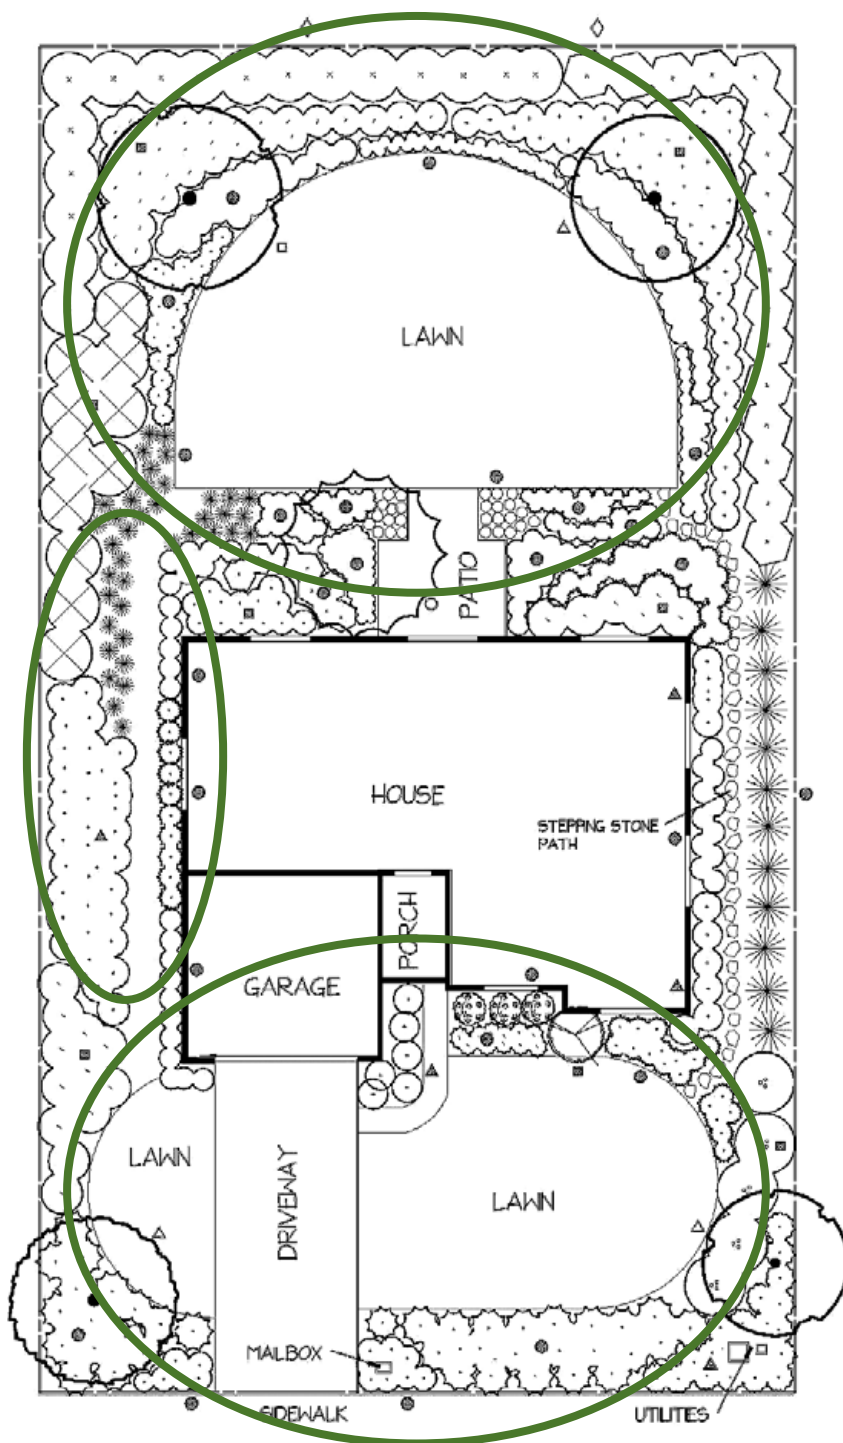 LAWN
PATIO
HOUSE
STEPPING STONE
PATH
PORCH
GARAGE
LAWN
DRIVEWAY
LAWN
MAILBOX
SIDEWALK
UTILITES